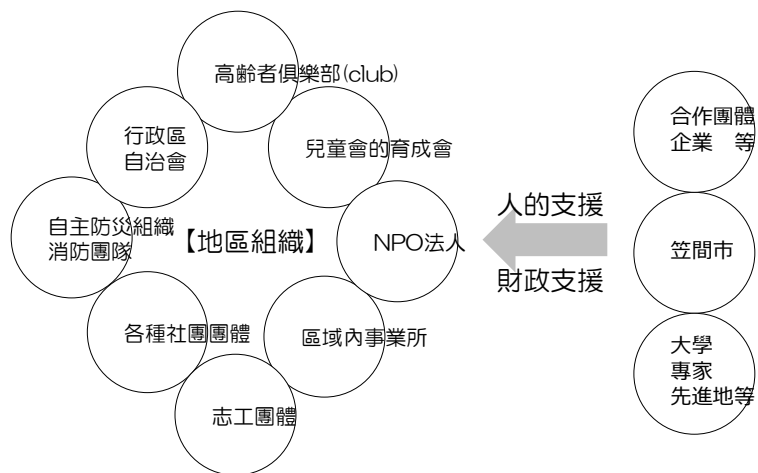 高齡者俱樂部(club)
行政區
自治會
兒童會的育成會
自主防災組織
消防團隊
【地區組織】
NPO法人
各種社團團體
區域內事業所
志工團體
人的支援
財政支援
合作團體
企業　等
笠間市
大學
專家
先進地等